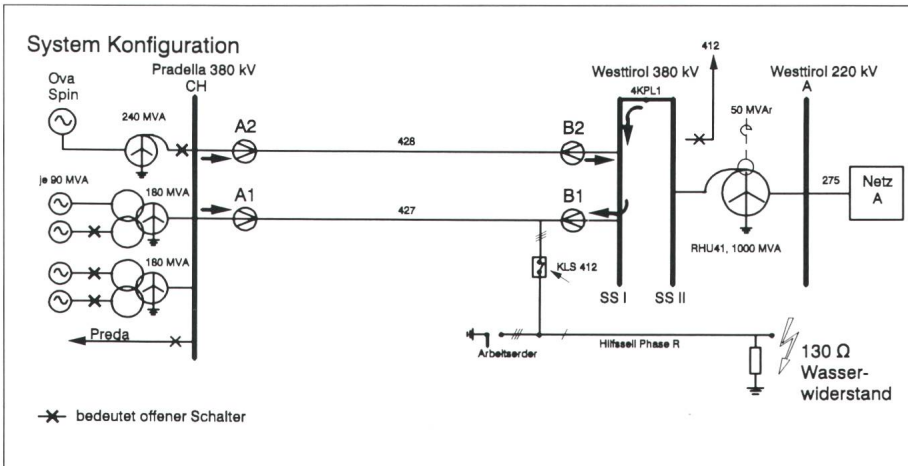 System Konfiguration
Ova
Spin
240 MVA
Pradella 380 kV
CH
A2
428
B2
Westtirol 380 kV
4KPL1
412
50 MVAr
Westtirol 220 kV
A
je 90 MVA
160 MVA
A1
427
B1
275
Netz
A
RHU41, 1000 MVA
160 MVA
KLS 412
SS I
SS II
Preda
Arbeitserder
Hilfsseil Phase R
130 Ω
Wasser-
widerstand
bedeutet offener Schalter